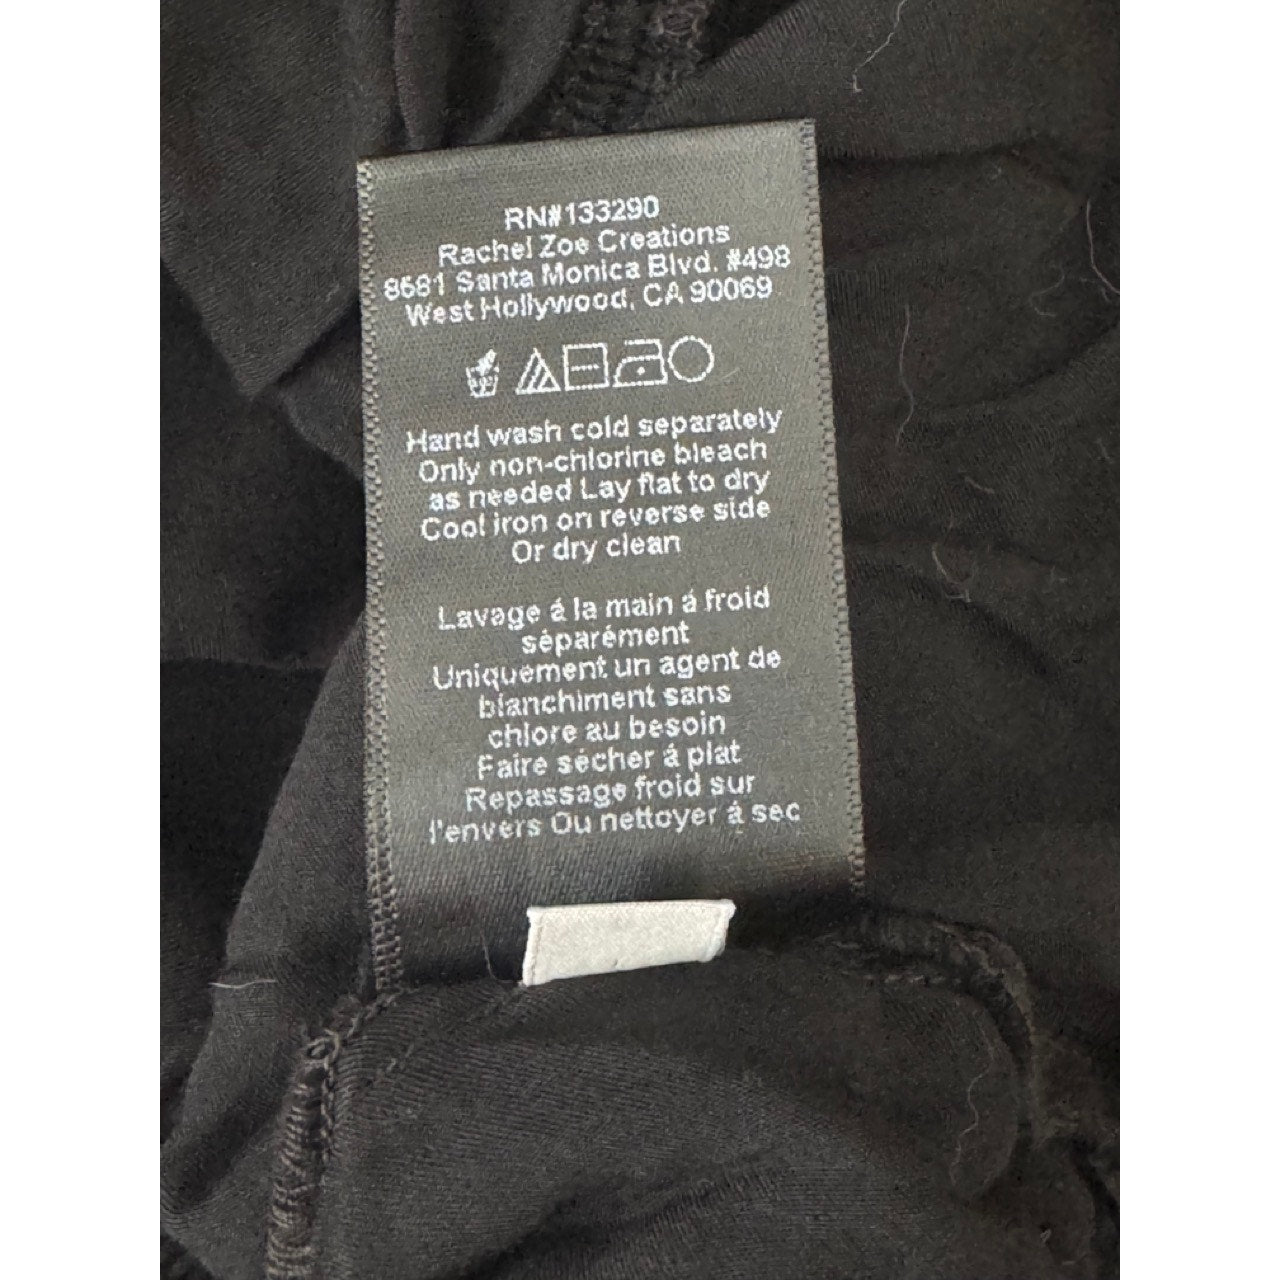 RN#133290
Rachel Zoe Creations
8581 Santa Monica Blvd. #498
West Hollywood, CA 90069
Hand wash cold separately
Only non-chlorine bleach
as needed Lay flat to dry
Cool iron on reverse side
Or dry clean
Lavage á la main á froid
séparément
Uniquement un agent de
blanchiment sans
chlore au besoin
Faire sécher á plat
Repassage froid sur
l'envers Ou nettoyer á sec